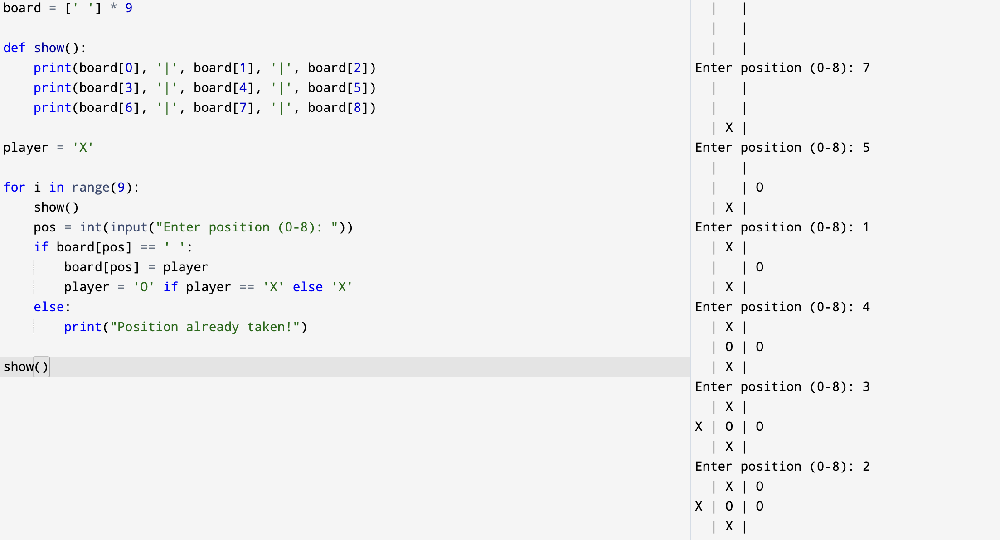 board = [' '] * 9

def show():
    print(board[0], '|', board[1], '|', board[2])
    print(board[3], '|', board[4], '|', board[5])
    print(board[6], '|', board[7], '|', board[8])

player = 'X'

for i in range(9):
    show()
    pos = int(input("Enter position (0-8): "))
    if board[pos] == ' ':
        board[pos] = player
        player = 'O' if player == 'X' else 'X'
    else:
        print("Position already taken!")

show()

  |   |
  |   |
  |   |
Enter position (0-8): 7
  |   |
  |   |
  | X |
Enter position (0-8): 5
  |   |
  |   | O
  | X |
Enter position (0-8): 1
  | X |
  |   | O
  | X |
Enter position (0-8): 4
  | X |
  | O | O
  | X |
Enter position (0-8): 3
  | X |
X | O | O
  | X |
Enter position (0-8): 2
  | X | O
X | O | O
  | X |